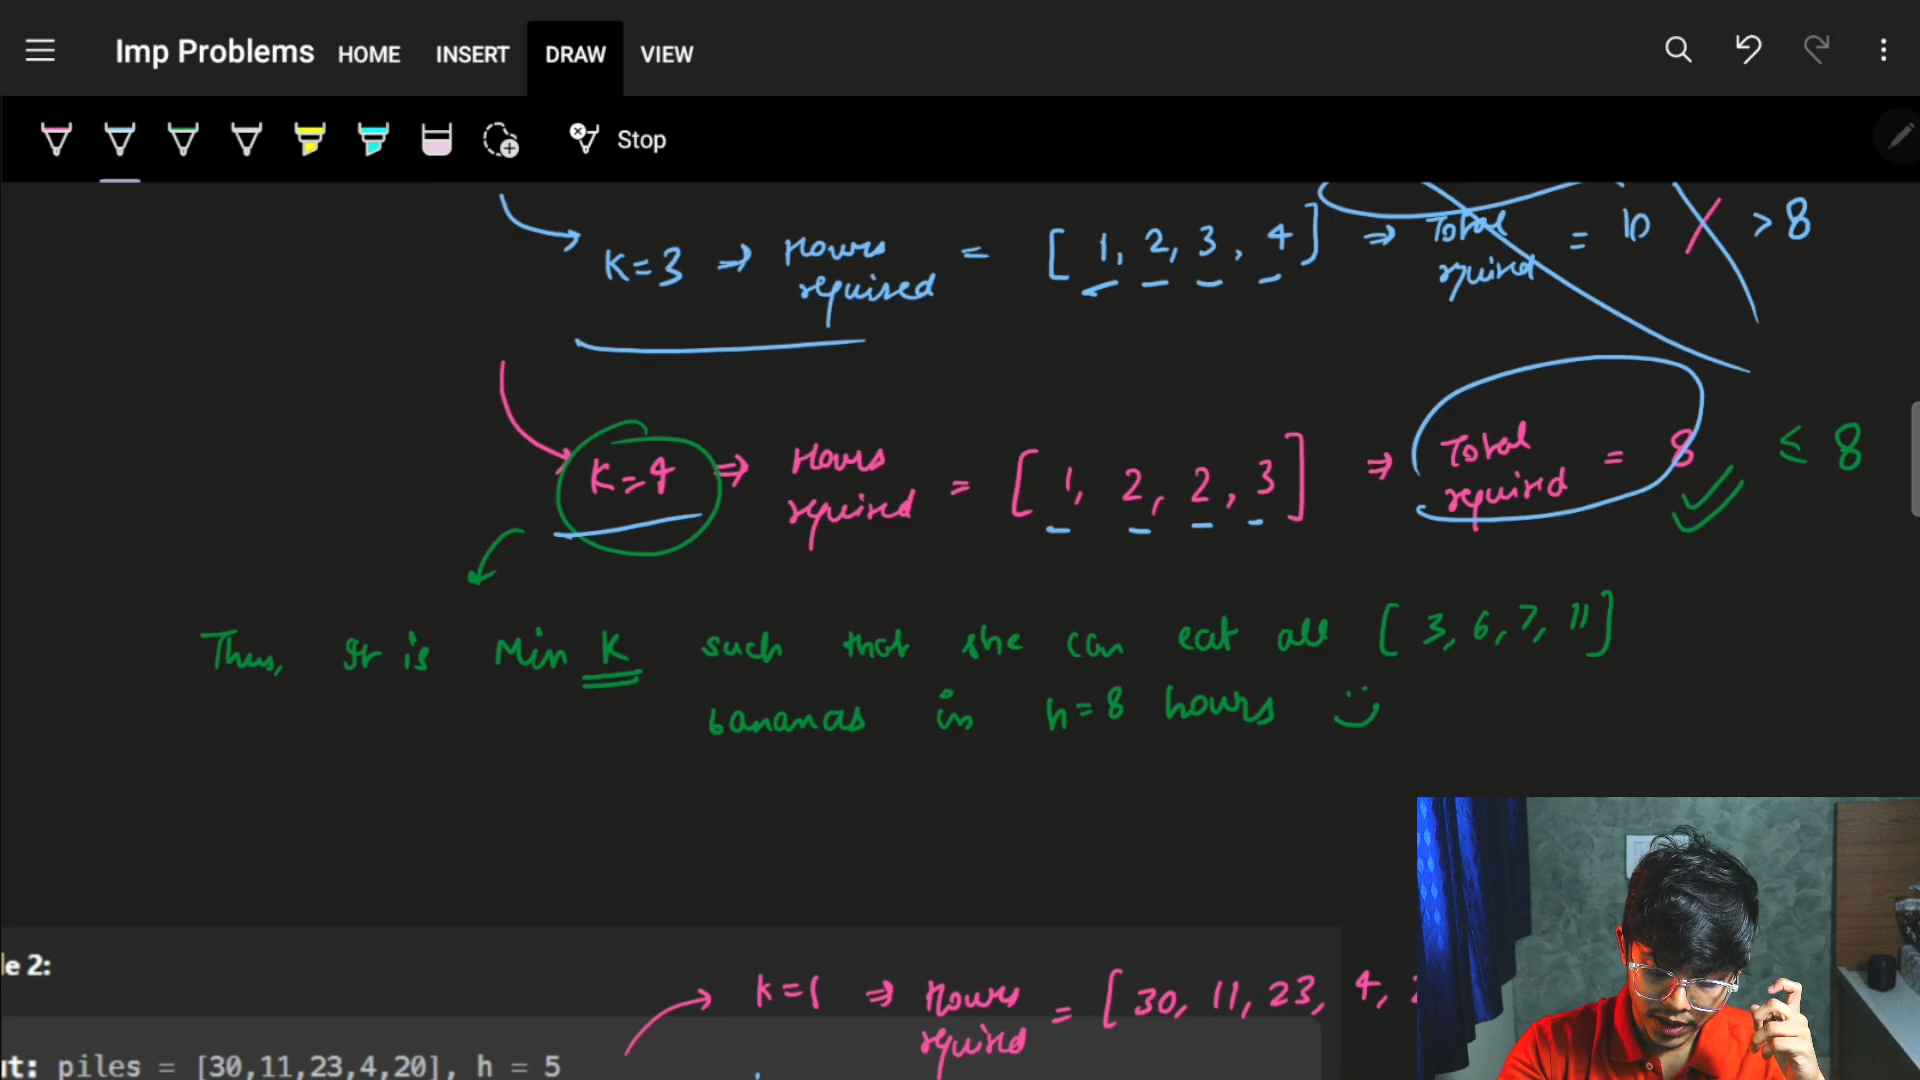 Imp Problems HOME INSERT DRAW VIEW
Stop
K=3 ⇒ Hours required = [1, 2, 3, 4] ⇒ Total required = 10 > 8
K=4 ⇒ Hours required = [1, 2, 2, 3] ⇒ Total required = 8 ≤ 8
Thus, It is Min K such that she can eat all [3, 6, 7, 11]
bananas in h=8 hours
le 2:
K=1 ⇒ Hours required = [30, 11, 23, 4,
ut: piles = [30,11,23,4,20], h = 5